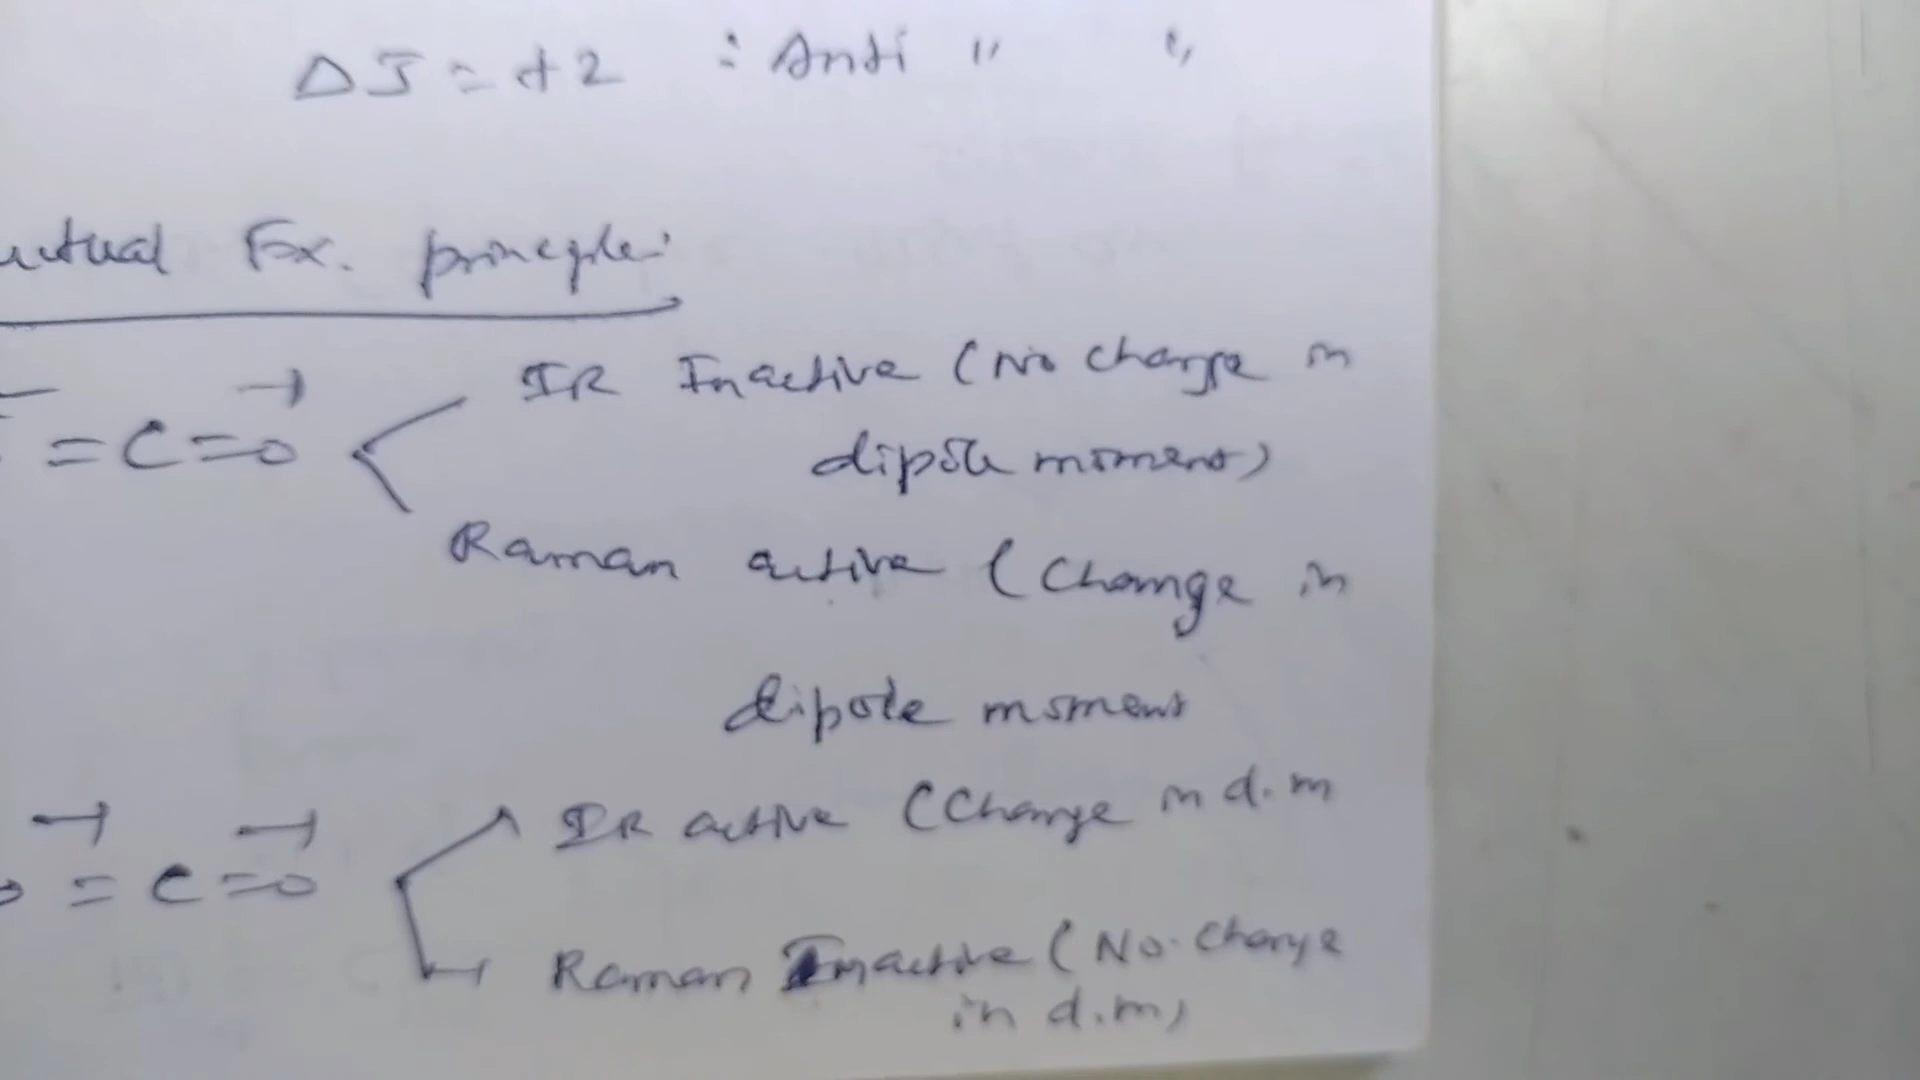 ΔJ = +2 : Anti " "
utual Ex. principle:
= C = O
IR Inactive (No change in
dipole moment)
Raman active (Change in
dipole moment
O = C = O
IR active (Change in d.m
Raman Inactive (No change
in d.m)